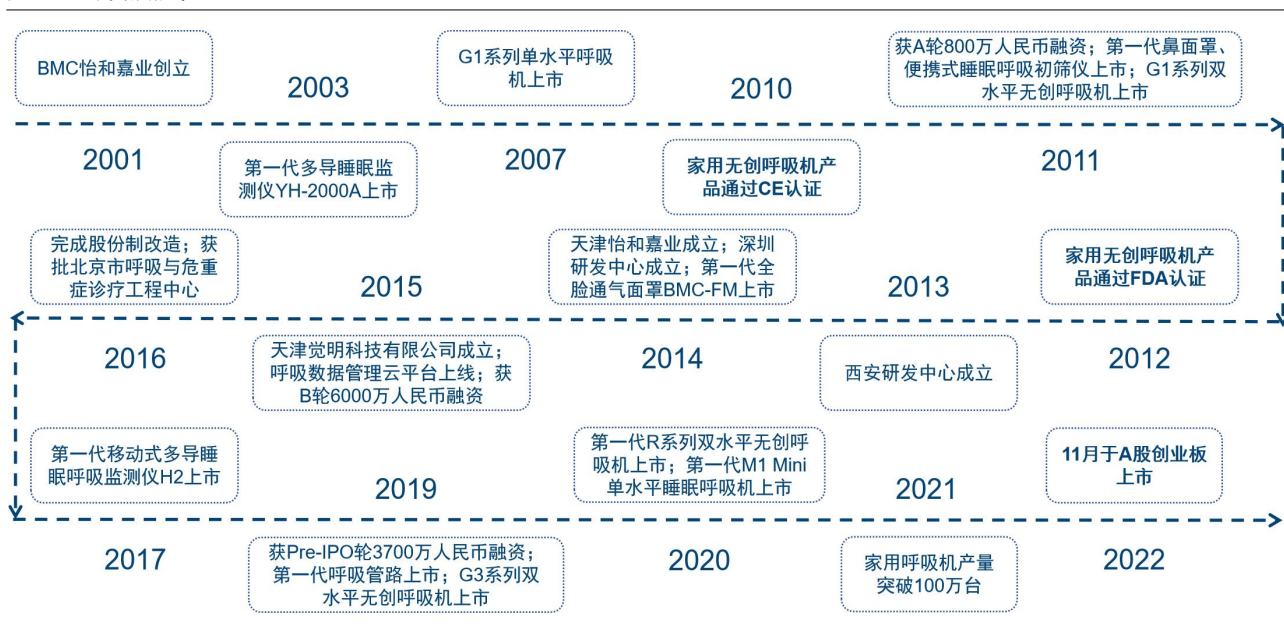 BMC怡和嘉业创立
2003
G1系列单水平呼吸
机上市
2010
获A轮800万人民币融资；第一代鼻面罩、
便携式睡眠呼吸初筛仪上市；G1系列双
水平无创呼吸机上市
2001
第一代多导睡眠监
测仪YH-2000A上市
2007
家用无创呼吸机产
品通过CE认证
2011
完成股份制改造；获
批北京市呼吸与危重
症诊疗工程中心
2015
天津怡和嘉业成立；深圳
研发中心成立；第一代全
脸通气面罩BMC-FM上市
2013
家用无创呼吸机产
品通过FDA认证
2016
天津觉明科技有限公司成立；
呼吸数据管理云平台上线；获
B轮6000万人民币融资
2014
西安研发中心成立
2012
第一代移动式多导睡
眠呼吸监测仪H2上市
2019
第一代R系列双水平无创呼
吸机上市；第一代M1 Mini
单水平睡眠呼吸机上市
2021
11月于A股创业板
上市
2017
获Pre-IPO轮3700万人民币融资；
第一代呼吸管路上市；G3系列双
水平无创呼吸机上市
2020
家用呼吸机产量
突破100万台
2022